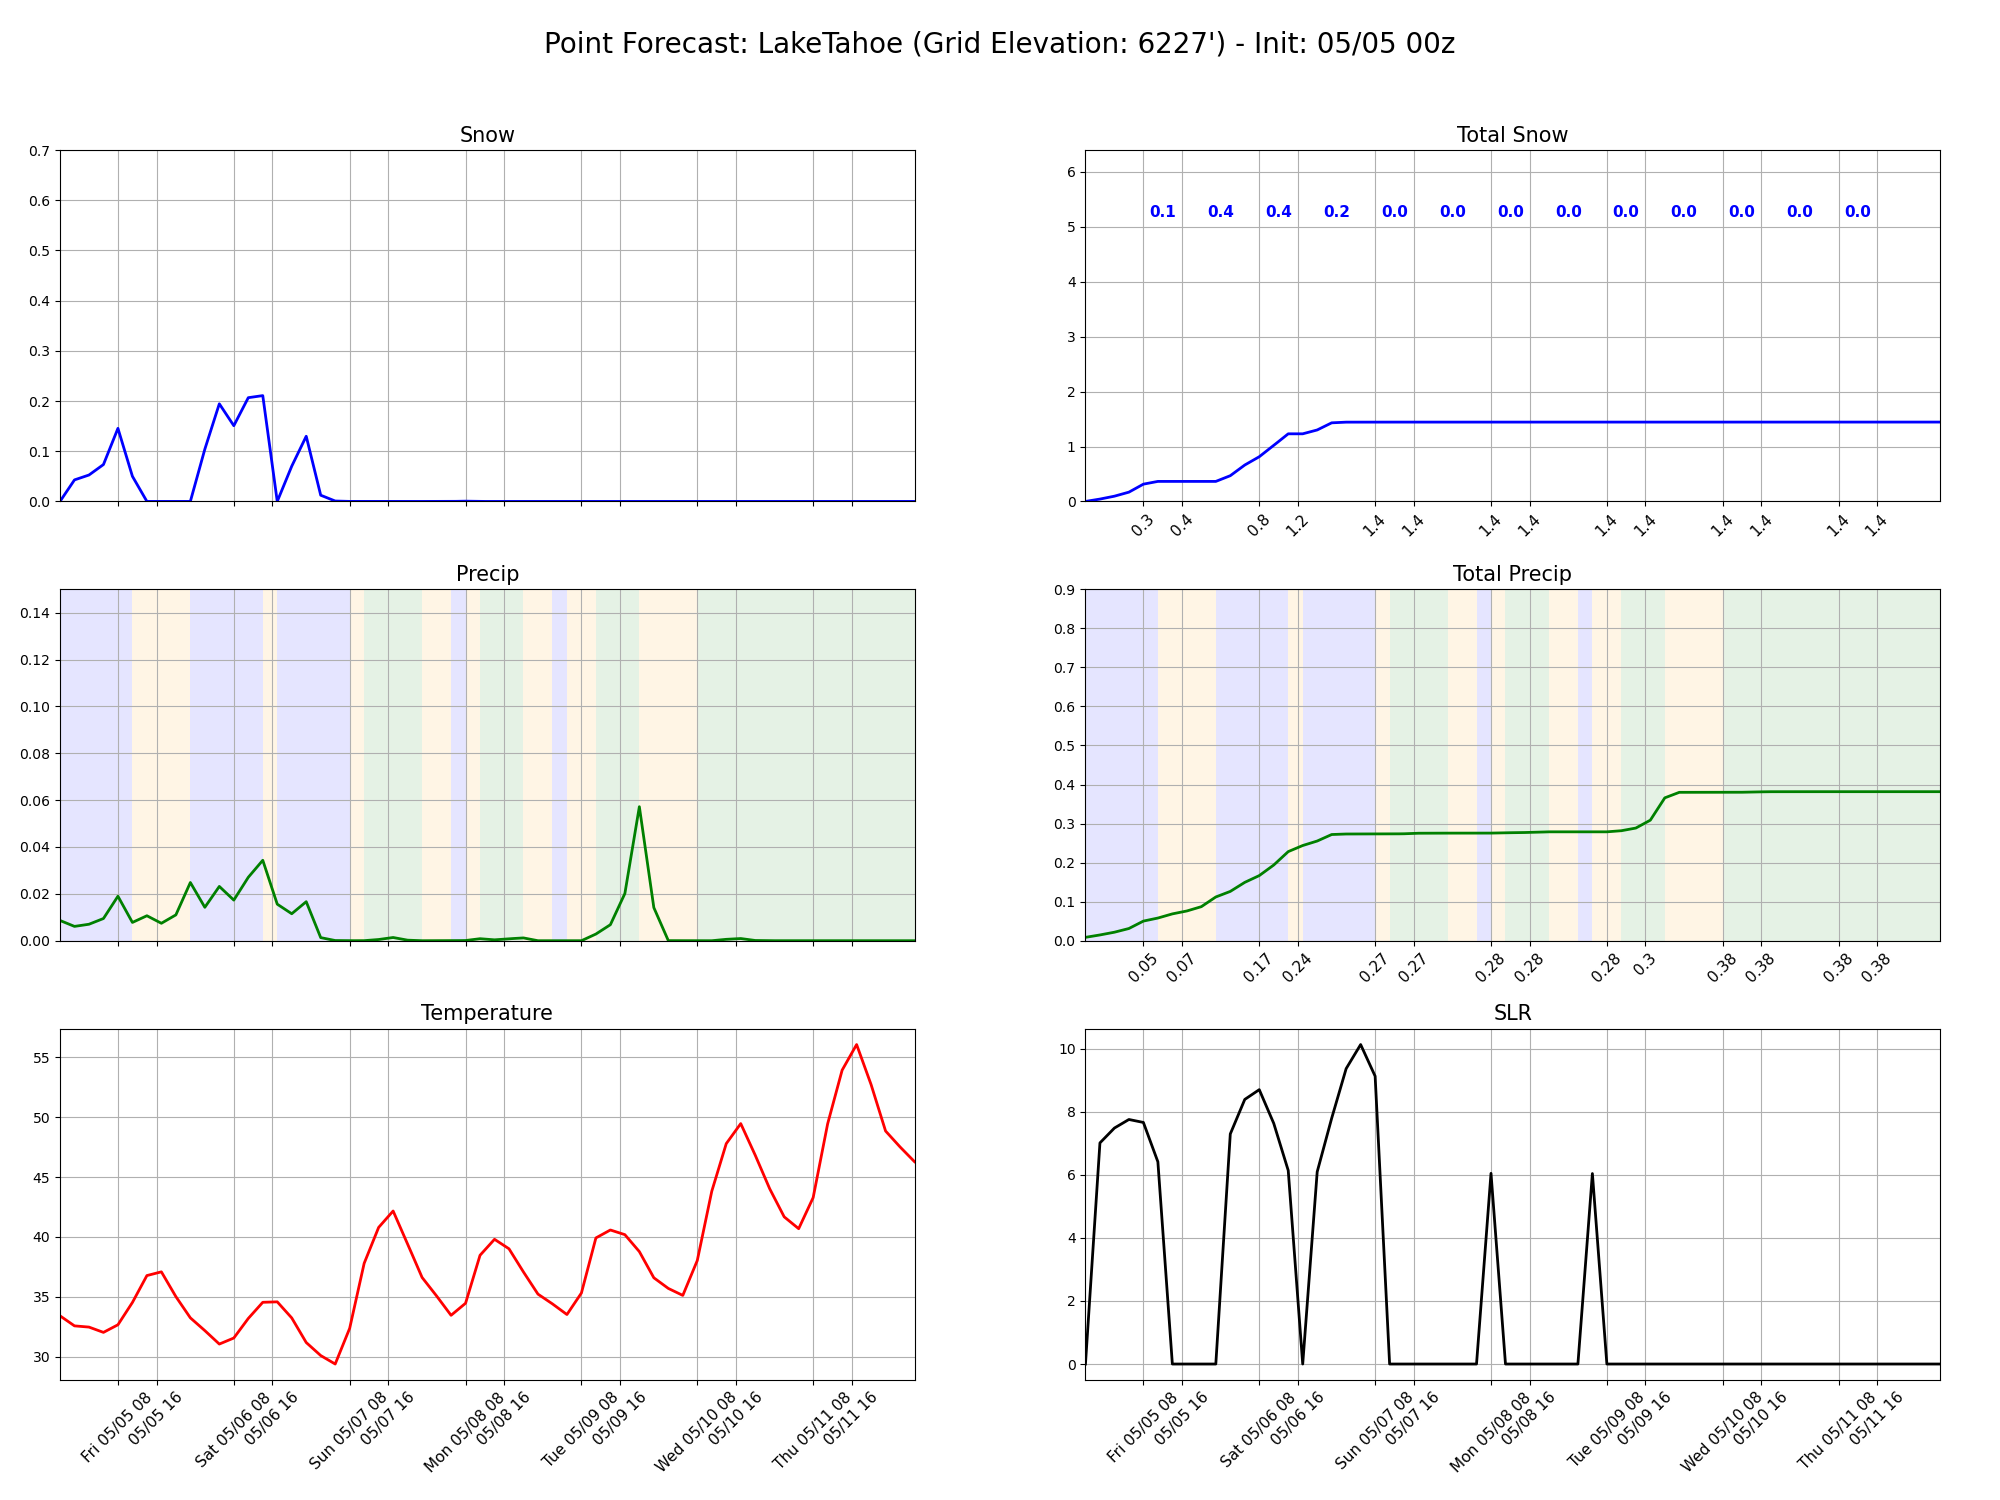 Point Forecast: LakeTahoe (Grid Elevation: 6227') - Init: 05/05 00z
Snow
0.7
0.6
0.5
0.4
0.3
0.2
0.1
0.0
Total Snow
6
5
4
3
2
1
0
0.1 0.4 0.4 0.2 0.0 0.0 0.0 0.0 0.0 0.0 0.0 0.0 0.0
0.3 0.4 0.8 1.2 1.4 1.4 1.4 1.4 1.4 1.4 1.4 1.4 1.4 1.4
Precip
0.14
0.12
0.10
0.08
0.06
0.04
0.02
0.00
Total Precip
0.9
0.8
0.7
0.6
0.5
0.4
0.3
0.2
0.1
0.0
0.05 0.07 0.17 0.24 0.27 0.27 0.28 0.28 0.28 0.3 0.38 0.38 0.38 0.38
Temperature
55
50
45
40
35
30
Fri 05/05 08
05/05 16
Sat 05/06 08
05/06 16
Sun 05/07 08
05/07 16
Mon 05/08 08
05/08 16
Tue 05/09 08
05/09 16
Wed 05/10 08
05/10 16
Thu 05/11 08
05/11 16
SLR
10
8
6
4
2
0
Fri 05/05 08
05/05 16
Sat 05/06 08
05/06 16
Sun 05/07 08
05/07 16
Mon 05/08 08
05/08 16
Tue 05/09 08
05/09 16
Wed 05/10 08
05/10 16
Thu 05/11 08
05/11 16